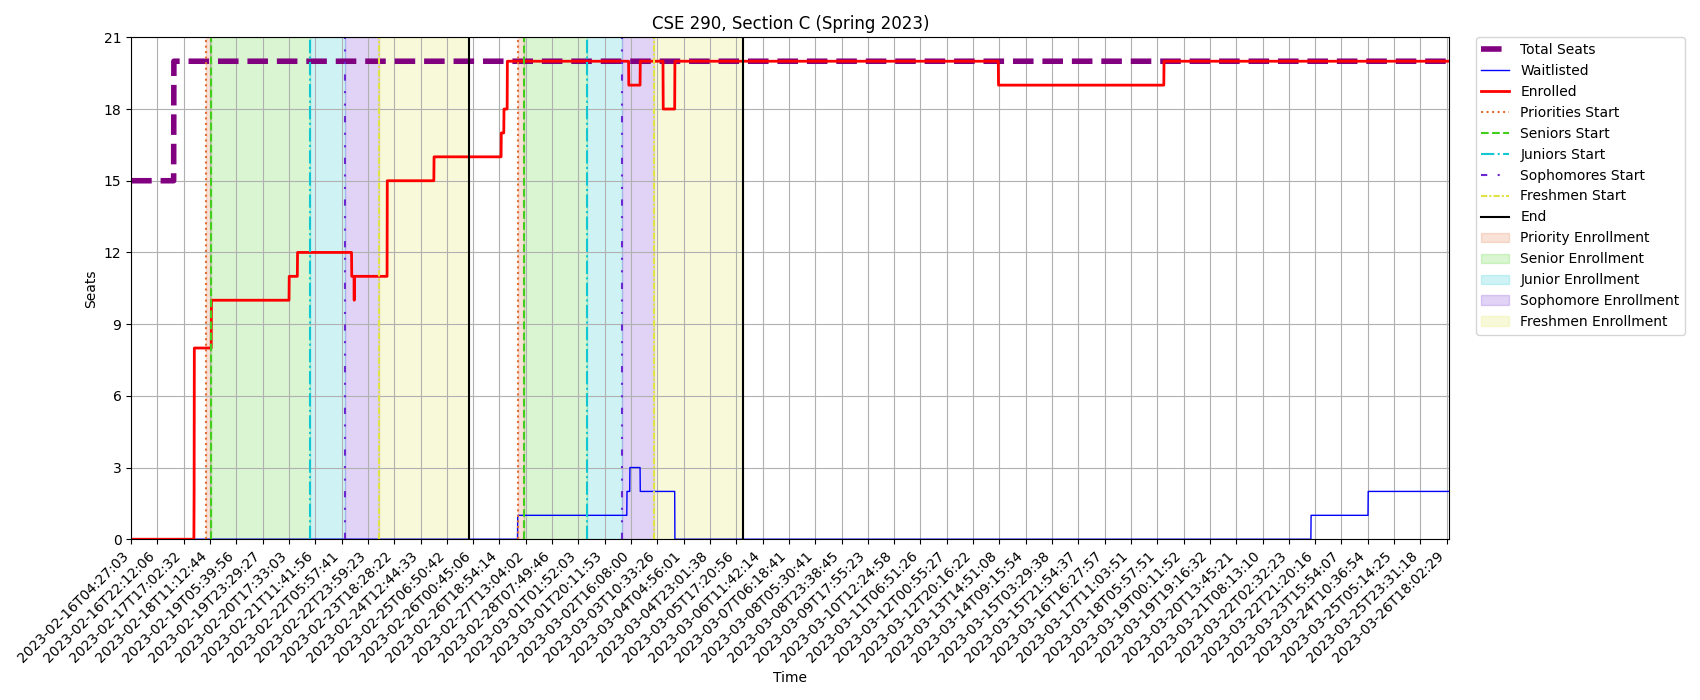 CSE 290, Section C (Spring 2023)
21
18
15
12
9
6
3
0
Seats
2023-02-16T04:27:03
2023-02-16T22:12:06
2023-02-17T17:02:32
2023-02-18T11:12:44
2023-02-19T05:39:56
2023-02-19T23:29:27
2023-02-20T17:33:03
2023-02-21T11:41:56
2023-02-22T05:57:41
2023-02-22T23:59:23
2023-02-23T18:28:22
2023-02-24T12:44:33
2023-02-25T06:50:42
2023-02-26T00:45:06
2023-02-26T18:54:14
2023-02-27T13:04:02
2023-02-28T07:49:46
2023-03-01T01:52:03
2023-03-01T20:11:53
2023-03-02T16:08:00
2023-03-03T10:33:26
2023-03-04T04:56:01
2023-03-04T23:01:38
2023-03-05T17:20:56
2023-03-06T11:42:14
2023-03-07T06:18:41
2023-03-08T05:30:41
2023-03-08T23:38:45
2023-03-09T17:55:23
2023-03-10T12:24:58
2023-03-11T06:51:26
2023-03-12T00:55:27
2023-03-12T20:16:22
2023-03-13T14:51:08
2023-03-14T09:15:54
2023-03-15T03:29:38
2023-03-15T21:54:37
2023-03-16T16:27:57
2023-03-17T11:03:51
2023-03-18T05:57:51
2023-03-19T00:11:52
2023-03-19T19:16:32
2023-03-20T13:45:21
2023-03-21T08:13:10
2023-03-22T02:32:23
2023-03-22T21:20:16
2023-03-23T15:54:07
2023-03-24T10:36:54
2023-03-25T05:14:25
2023-03-25T23:31:18
2023-03-26T18:02:29
Time
Total Seats
Waitlisted
Enrolled
Priorities Start
Seniors Start
Juniors Start
Sophomores Start
Freshmen Start
End
Priority Enrollment
Senior Enrollment
Junior Enrollment
Sophomore Enrollment
Freshmen Enrollment